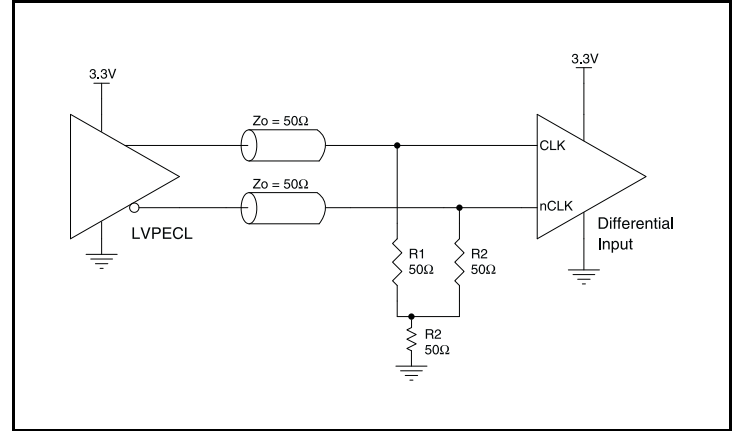 3.3V
3.3V
Zo = 50Ω
CLK
Zo = 50Ω
nCLK
LVPECL
Differential
Input
R1
50Ω
R2
50Ω
R2
50Ω